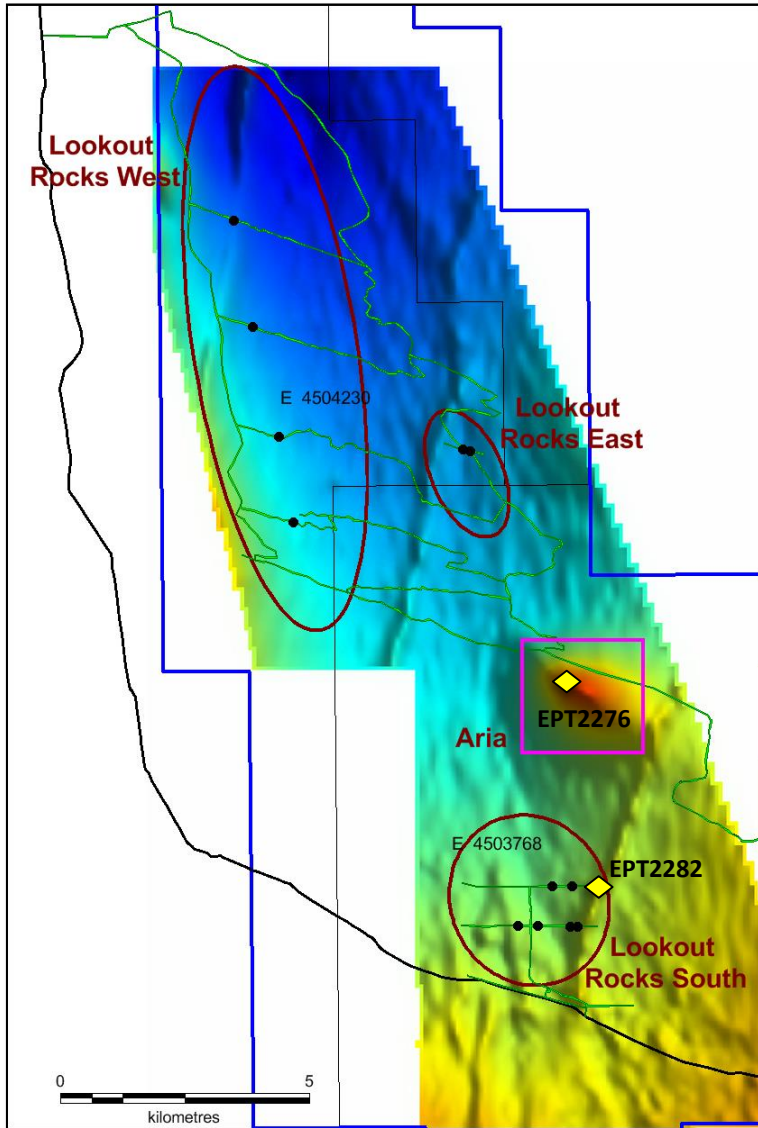 Lookout
Rocks West
E 4504230
Lookout
Rocks East
EPT2276
Aria
E 4503768
EPT2282
Lookout
Rocks South
0 5
kilometres